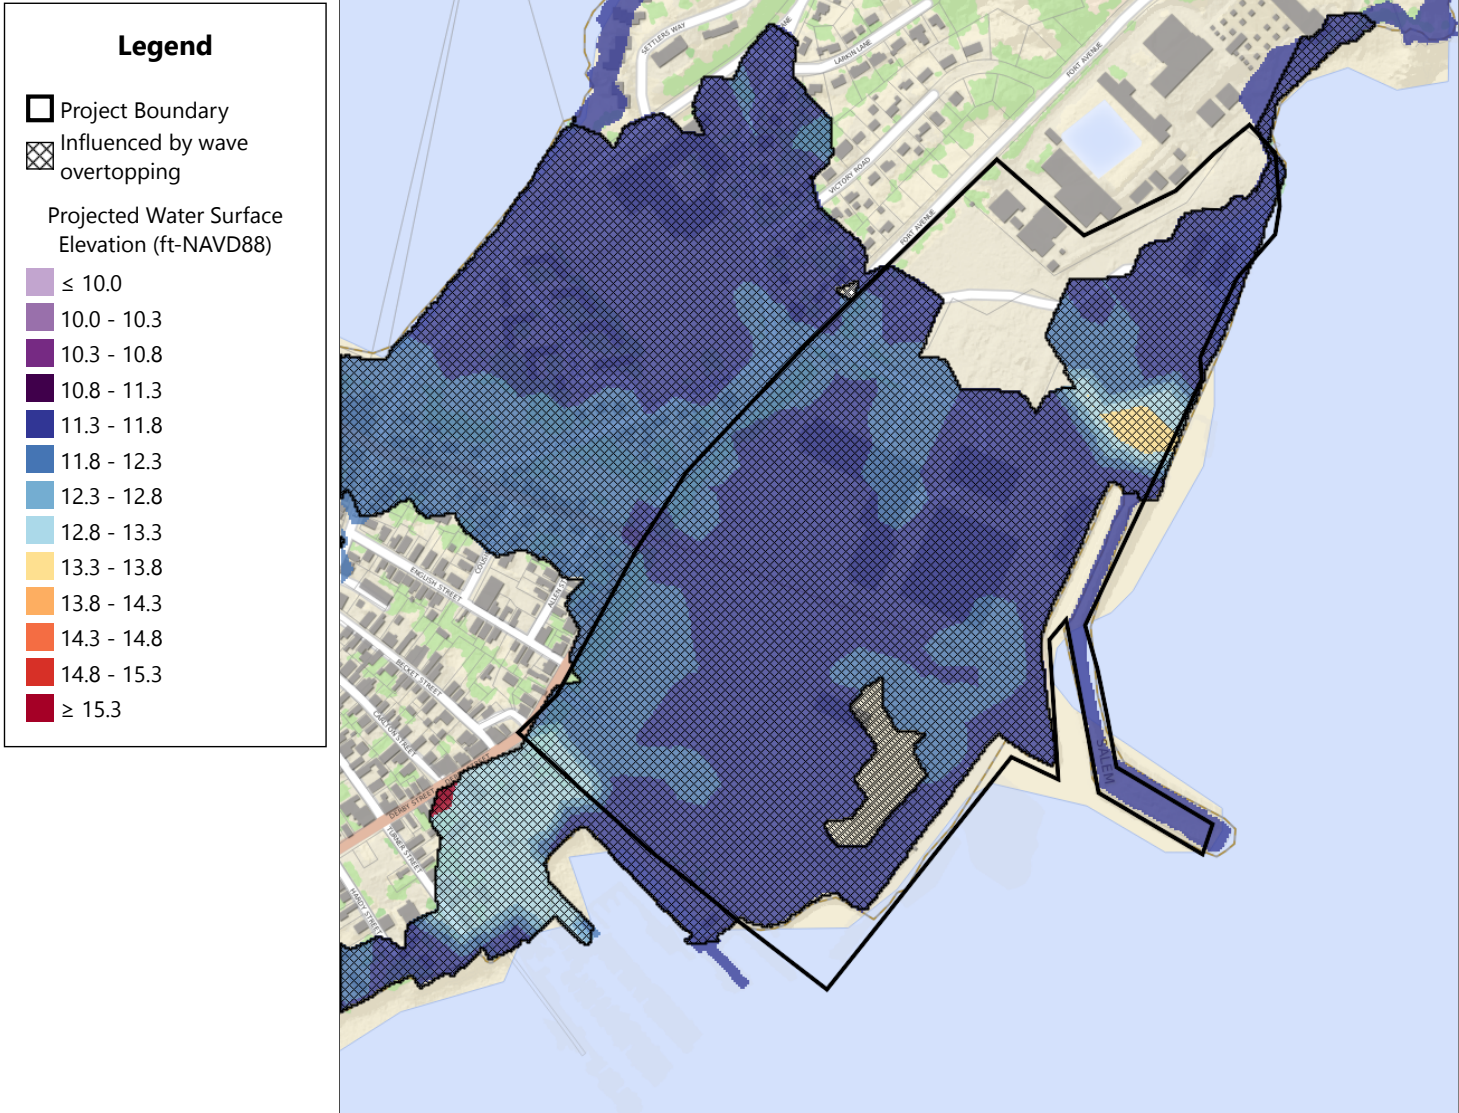 Legend
Project Boundary
Influenced by wave
overtopping
Projected Water Surface
Elevation (ft-NAVD88)
≤ 10.0
10.0 - 10.3
10.3 - 10.8
10.8 - 11.3
11.3 - 11.8
11.8 - 12.3
12.3 - 12.8
12.8 - 13.3
13.3 - 13.8
13.8 - 14.3
14.3 - 14.8
14.8 - 15.3
≥ 15.3
SETTLERS WAY
LANE
LARKIN LANE
FORT AVENUE
VICTORY ROAD
FORT AVENUE
COUS
ENGLISH STREET
ALLEN ST
BECKET STREET
CARLTON STREET
DERBY STREET
TURNER STREET
HARDY STREET
SALEM